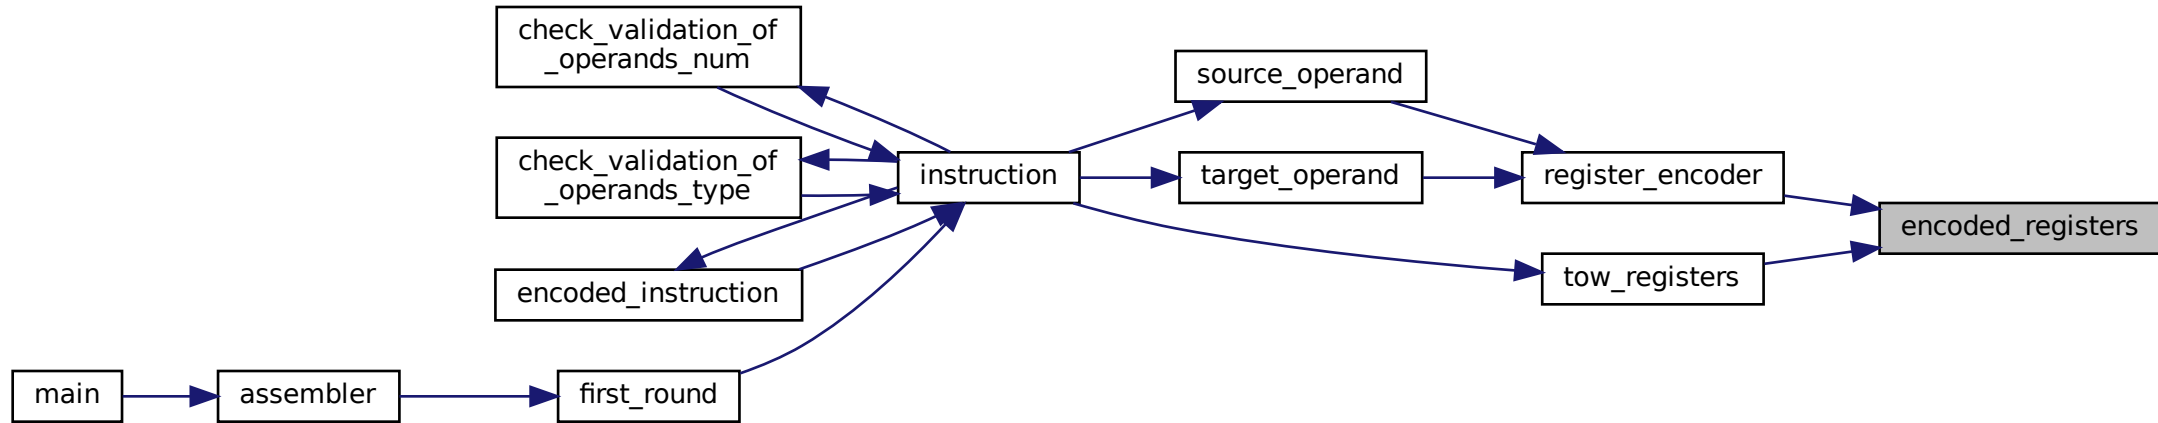 check_validation_of
_operands_num
source_operand
check_validation_of
_operands_type
instruction
target_operand
register_encoder
encoded_registers
encoded_instruction
tow_registers
main
assembler
first_round